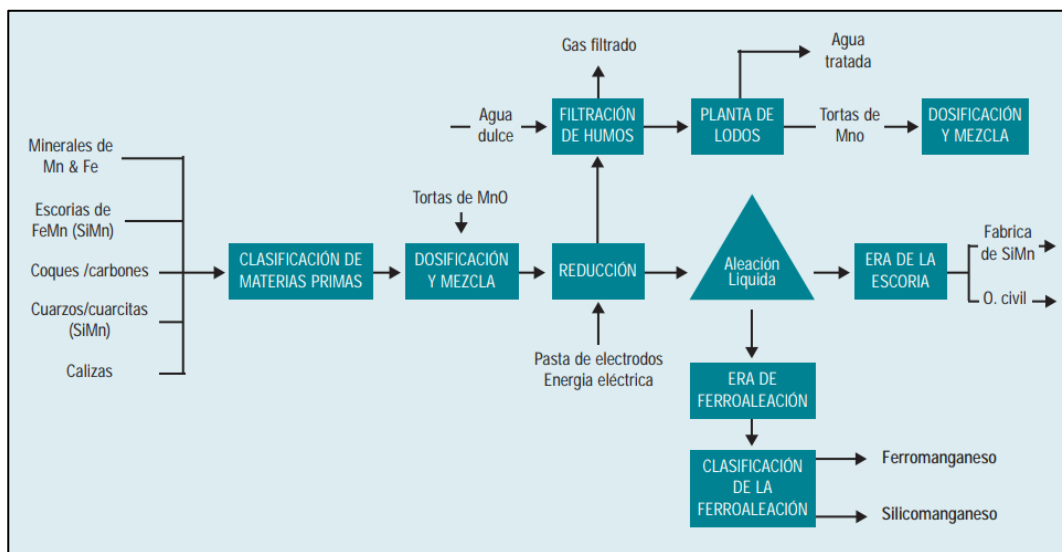 Gas filtrado
Agua
tratada
Agua
dulce
FILTRACIÓN
DE HUMOS
PLANTA DE
LODOS
Tortas de
Mno
DOSIFICACIÓN
Y MEZCLA
Minerales de
Mn & Fe
Escorias de
FeMn (SiMn)
Coques /carbones
Cuarzos/cuarcitas
(SiMn)
Calizas
Tortas de MnO
CLASIFICACIÓN DE
MATERIAS PRIMAS
DOSIFICACIÓN
Y MEZCLA
REDUCCIÓN
Aleación
Liquida
ERA DE LA
ESCORIA
Fabrica
de SiMn
O. civil
Pasta de electrodos
Energia eléctrica
ERA DE
FERROALEACIÓN
CLASIFICACIÓN
DE LA
FERROALEACIÓN
Ferromanganeso
Silicomanganeso